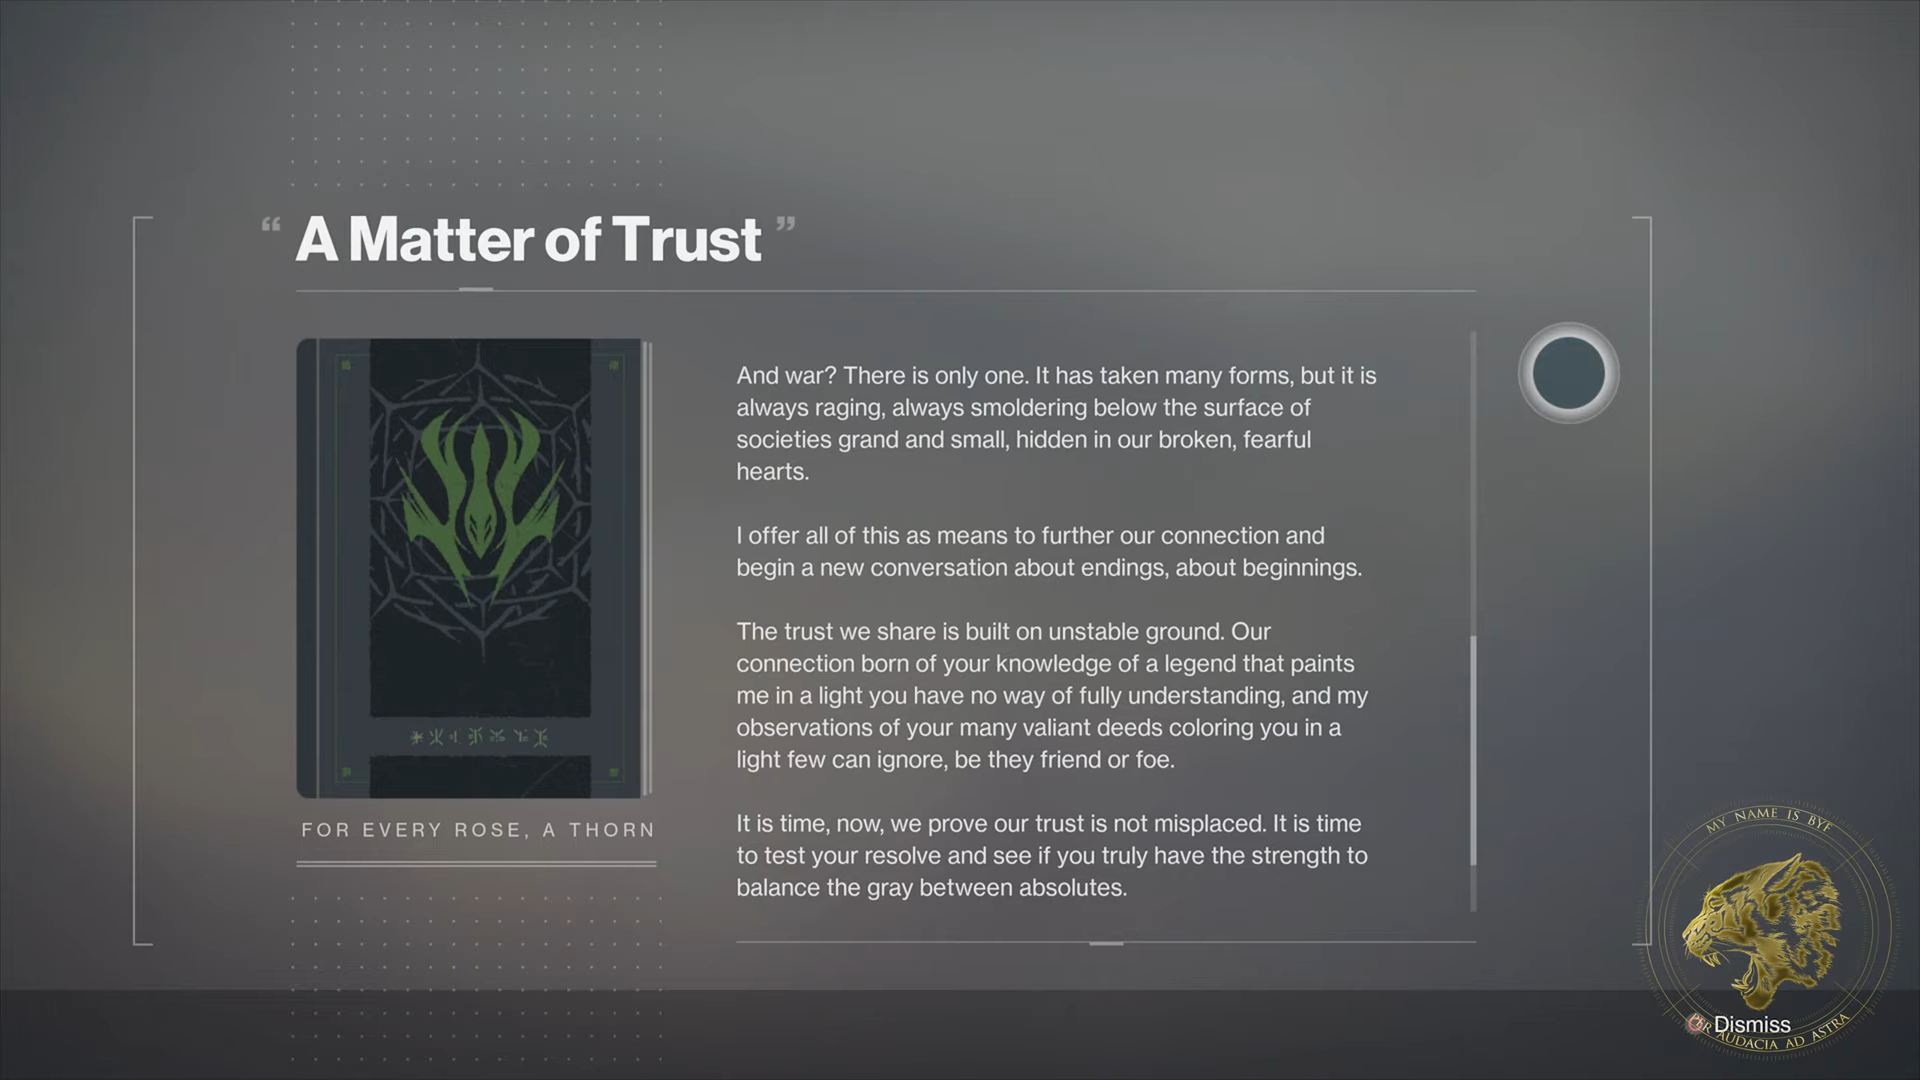 “ A Matter of Trust ”
And war? There is only one. It has taken many forms, but it is
always raging, always smoldering below the surface of
societies grand and small, hidden in our broken, fearful
hearts.
I offer all of this as means to further our connection and
begin a new conversation about endings, about beginnings.
The trust we share is built on unstable ground. Our
connection born of your knowledge of a legend that paints
me in a light you have no way of fully understanding, and my
observations of your many valiant deeds coloring you in a
light few can ignore, be they friend or foe.
It is time, now, we prove our trust is not misplaced. It is time
to test your resolve and see if you truly have the strength to
balance the gray between absolutes.
FOR EVERY ROSE, A THORN
MY NAME IS BYF
Dismiss
PER AUDACIA AD ASTRA